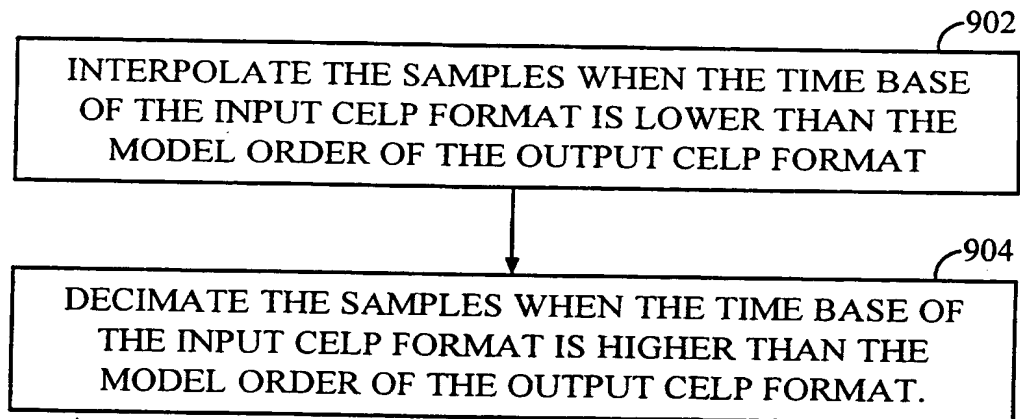 902
INTERPOLATE THE SAMPLES WHEN THE TIME BASE
OF THE INPUT CELP FORMAT IS LOWER THAN THE
MODEL ORDER OF THE OUTPUT CELP FORMAT
904
DECIMATE THE SAMPLES WHEN THE TIME BASE OF
THE INPUT CELP FORMAT IS HIGHER THAN THE
MODEL ORDER OF THE OUTPUT CELP FORMAT.